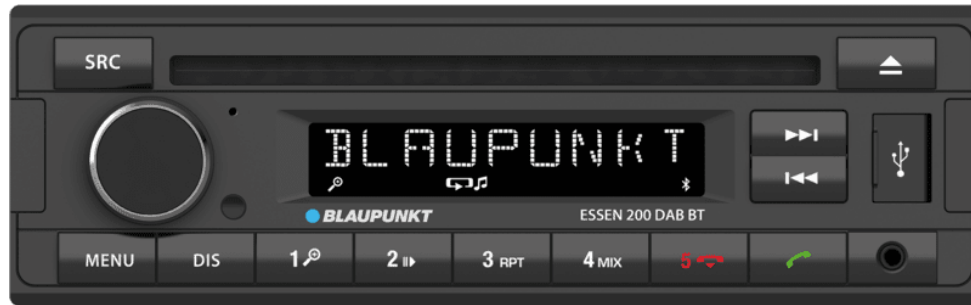 SRC
BLAUPUNKT
BLAUPUNKT
ESSEN 200 DAB BT
MENU
DIS
1
2
3 RPT
4 MIX
5